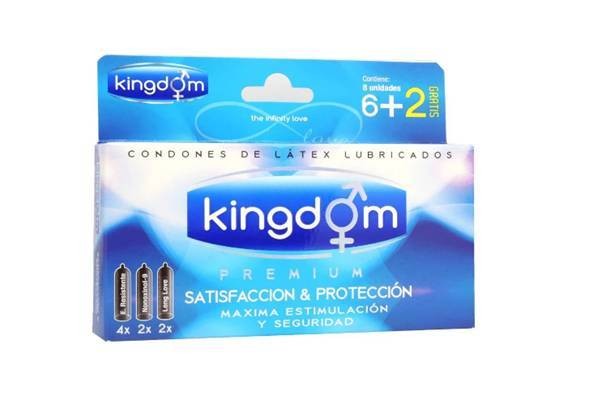 kingdom
the infinity love
Contiene:
8 unidades
6+2 GRATIS
love
CONDONES DE LÁTEX LUBRICADOS
kingdom
PREMIUM
SATISFACCION & PROTECCIÓN
MAXIMA ESTIMULACIÓN
Y SEGURIDAD
E. Resistente
Nonoxinol-9
Long Love
4x 2x 2x